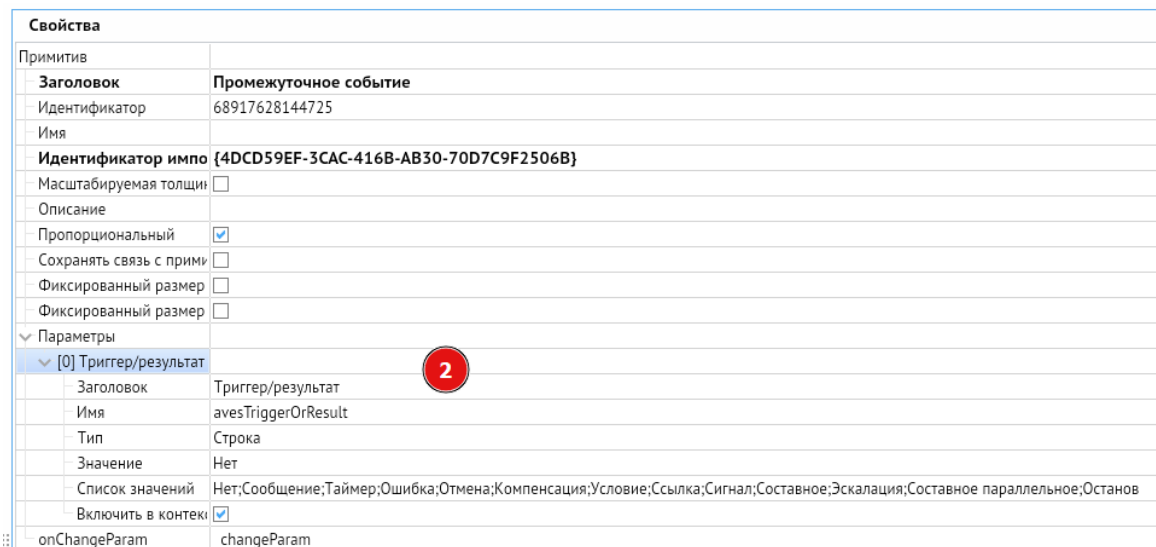 Свойства
Примитив
Заголовок Промежуточное событие
Идентификатор 68917628144725
Имя
Идентификатор импо {4DCD59EF-3CAC-416B-AB30-70D7C9F2506B}
Масштабируемая толщин
Описание
Пропорциональный
Сохранять связь с прими
Фиксированный размер
Фиксированный размер
Параметры
[0] Триггер/результат
2
Заголовок Триггер/результат
Имя avesTriggerOrResult
Тип Строка
Значение Нет
Список значений Нет;Сообщение;Таймер;Ошибка;Отмена;Компенсация;Условие;Ссылка;Сигнал;Составное;Эскалация;Составное параллельное;Останов
Включить в контек
onChangeParam changeParam